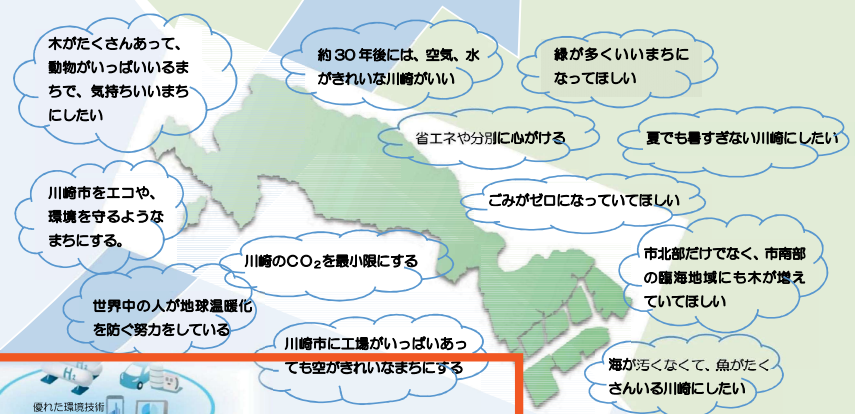 木がたくさんあって、
動物がいっぱいいるま
ちで、気持ちいいまち
にしたい
約30年後には、空気、水
がきれいな川崎がいい
緑が多くいいまちに
なってほしい
省エネや分別に心がける
夏でも暑すぎない川崎にしたい
川崎市をエコや、
環境を守るような
まちにする。
ごみがゼロになっていてほしい
川崎のCO₂を最小限にする
市北部だけでなく、市南部
の臨海地域にも木が増え
ていてほしい
世界中の人が地球温暖化
を防ぐ努力をしている
川崎市に工場がいっぱいあっ
ても空がきれいなまちにする
海が汚くなくて、魚がたく
さんいる川崎にしたい
H₂
優れた環境技術